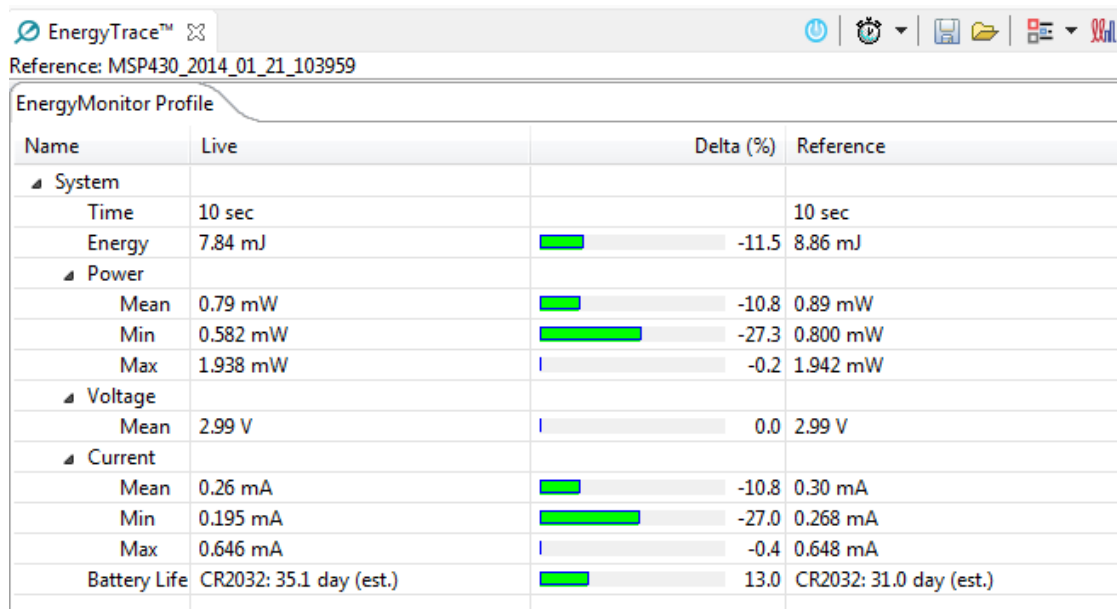 EnergyTrace™
Reference: MSP430_2014_01_21_103959
EnergyMonitor Profile
Name Live Delta (%) Reference
System
Time 10 sec 10 sec
Energy 7.84 mJ -11.5 8.86 mJ
Power
Mean 0.79 mW -10.8 0.89 mW
Min 0.582 mW -27.3 0.800 mW
Max 1.938 mW -0.2 1.942 mW
Voltage
Mean 2.99 V 0.0 2.99 V
Current
Mean 0.26 mA -10.8 0.30 mA
Min 0.195 mA -27.0 0.268 mA
Max 0.646 mA -0.4 0.648 mA
Battery Life CR2032: 35.1 day (est.) 13.0 CR2032: 31.0 day (est.)